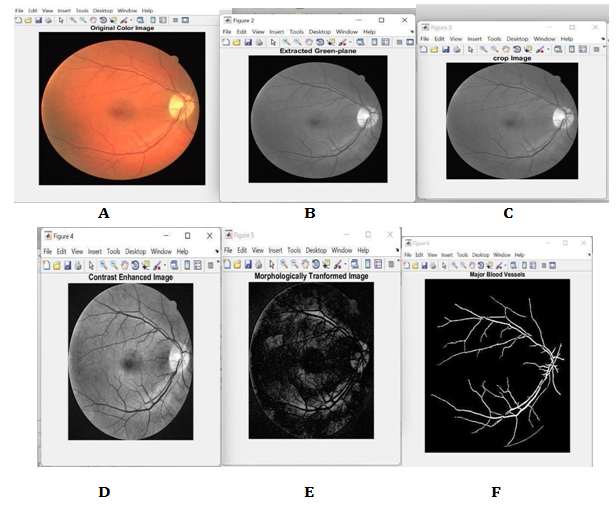 File Edit View Insert Tools Desktop Window Help
Original Color Image
A
Figure 2
File Edit View Insert Tools Desktop Window Help
Extracted Green-plane
B
Figure 3
File Edit View Insert Tools Desktop Window Help
crop Image
C
Figure 4
File Edit View Insert Tools Desktop Window Help
Contrast Enhanced Image
D
Figure 5
File Edit View Insert Tools Desktop Window Help
Morphologically Tranformed Image
E
File Edit View Insert Tools Desktop Window Help
Major Blood Vessels
F